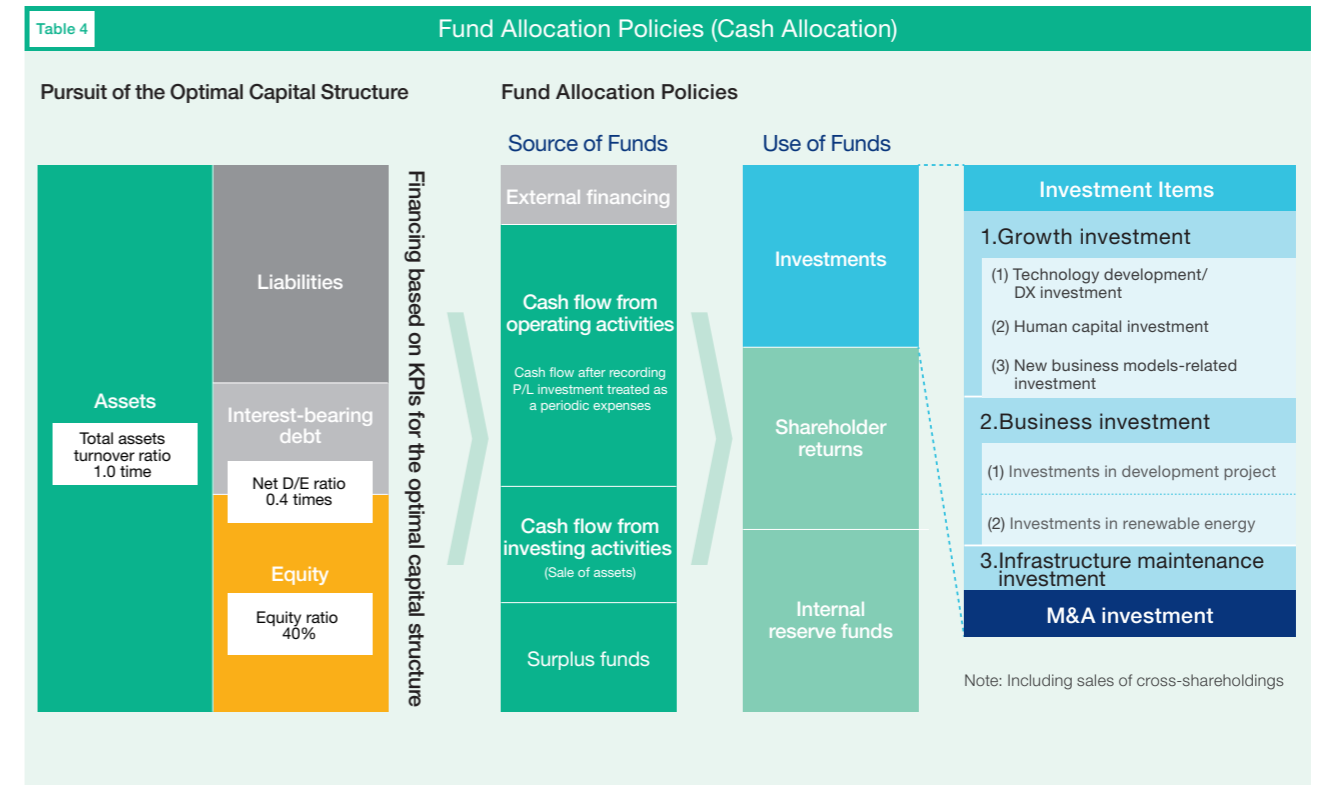 Table 4
Fund Allocation Policies (Cash Allocation)
Pursuit of the Optimal Capital Structure
Assets
Total assets
turnover ratio
1.0 time
Liabilities
Interest-bearing
debt
Net D/E ratio
0.4 times
Equity
Equity ratio
40%
Financing based on KPIs for the optimal capital structure
Fund Allocation Policies
Source of Funds
External financing
Cash flow from
operating activities
Cash flow after recording
P/L investment treated as
a periodic expenses
Cash flow from
investing activities
(Sale of assets)
Surplus funds
Use of Funds
Investments
Shareholder
returns
Internal
reserve funds
Investment Items
1.Growth investment
(1) Technology development/
DX investment
(2) Human capital investment
(3) New business models-related
investment
2.Business investment
(1) Investments in development project
(2) Investments in renewable energy
3.Infrastructure maintenance
investment
M&A investment
Note: Including sales of cross-shareholdings